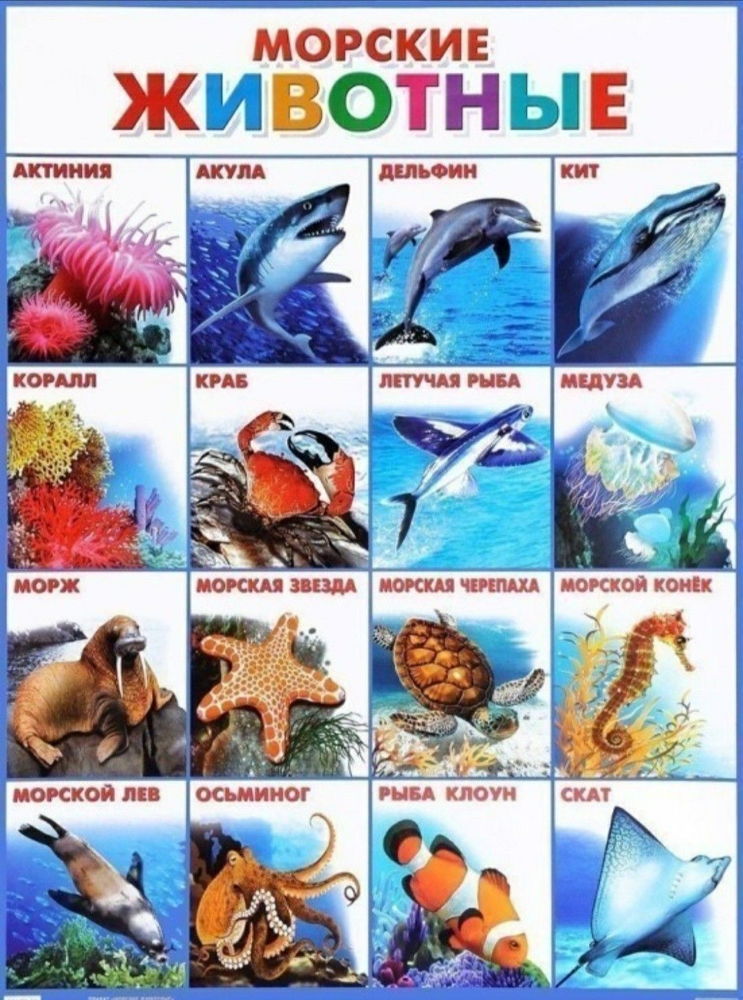 МОРСКИЕ
ЖИВОТНЫЕ
АКТИНИЯ
АКУЛА
ДЕЛЬФИН
КИТ
КОРАЛЛ
КРАБ
ЛЕТУЧАЯ РЫБА
МЕДУЗА
МОРЖ
МОРСКАЯ ЗВЕЗДА
МОРСКАЯ ЧЕРЕПАХА
МОРСКОЙ КОНЁК
МОРСКОЙ ЛЕВ
ОСЬМИНОГ
РЫБА КЛОУН
СКАТ